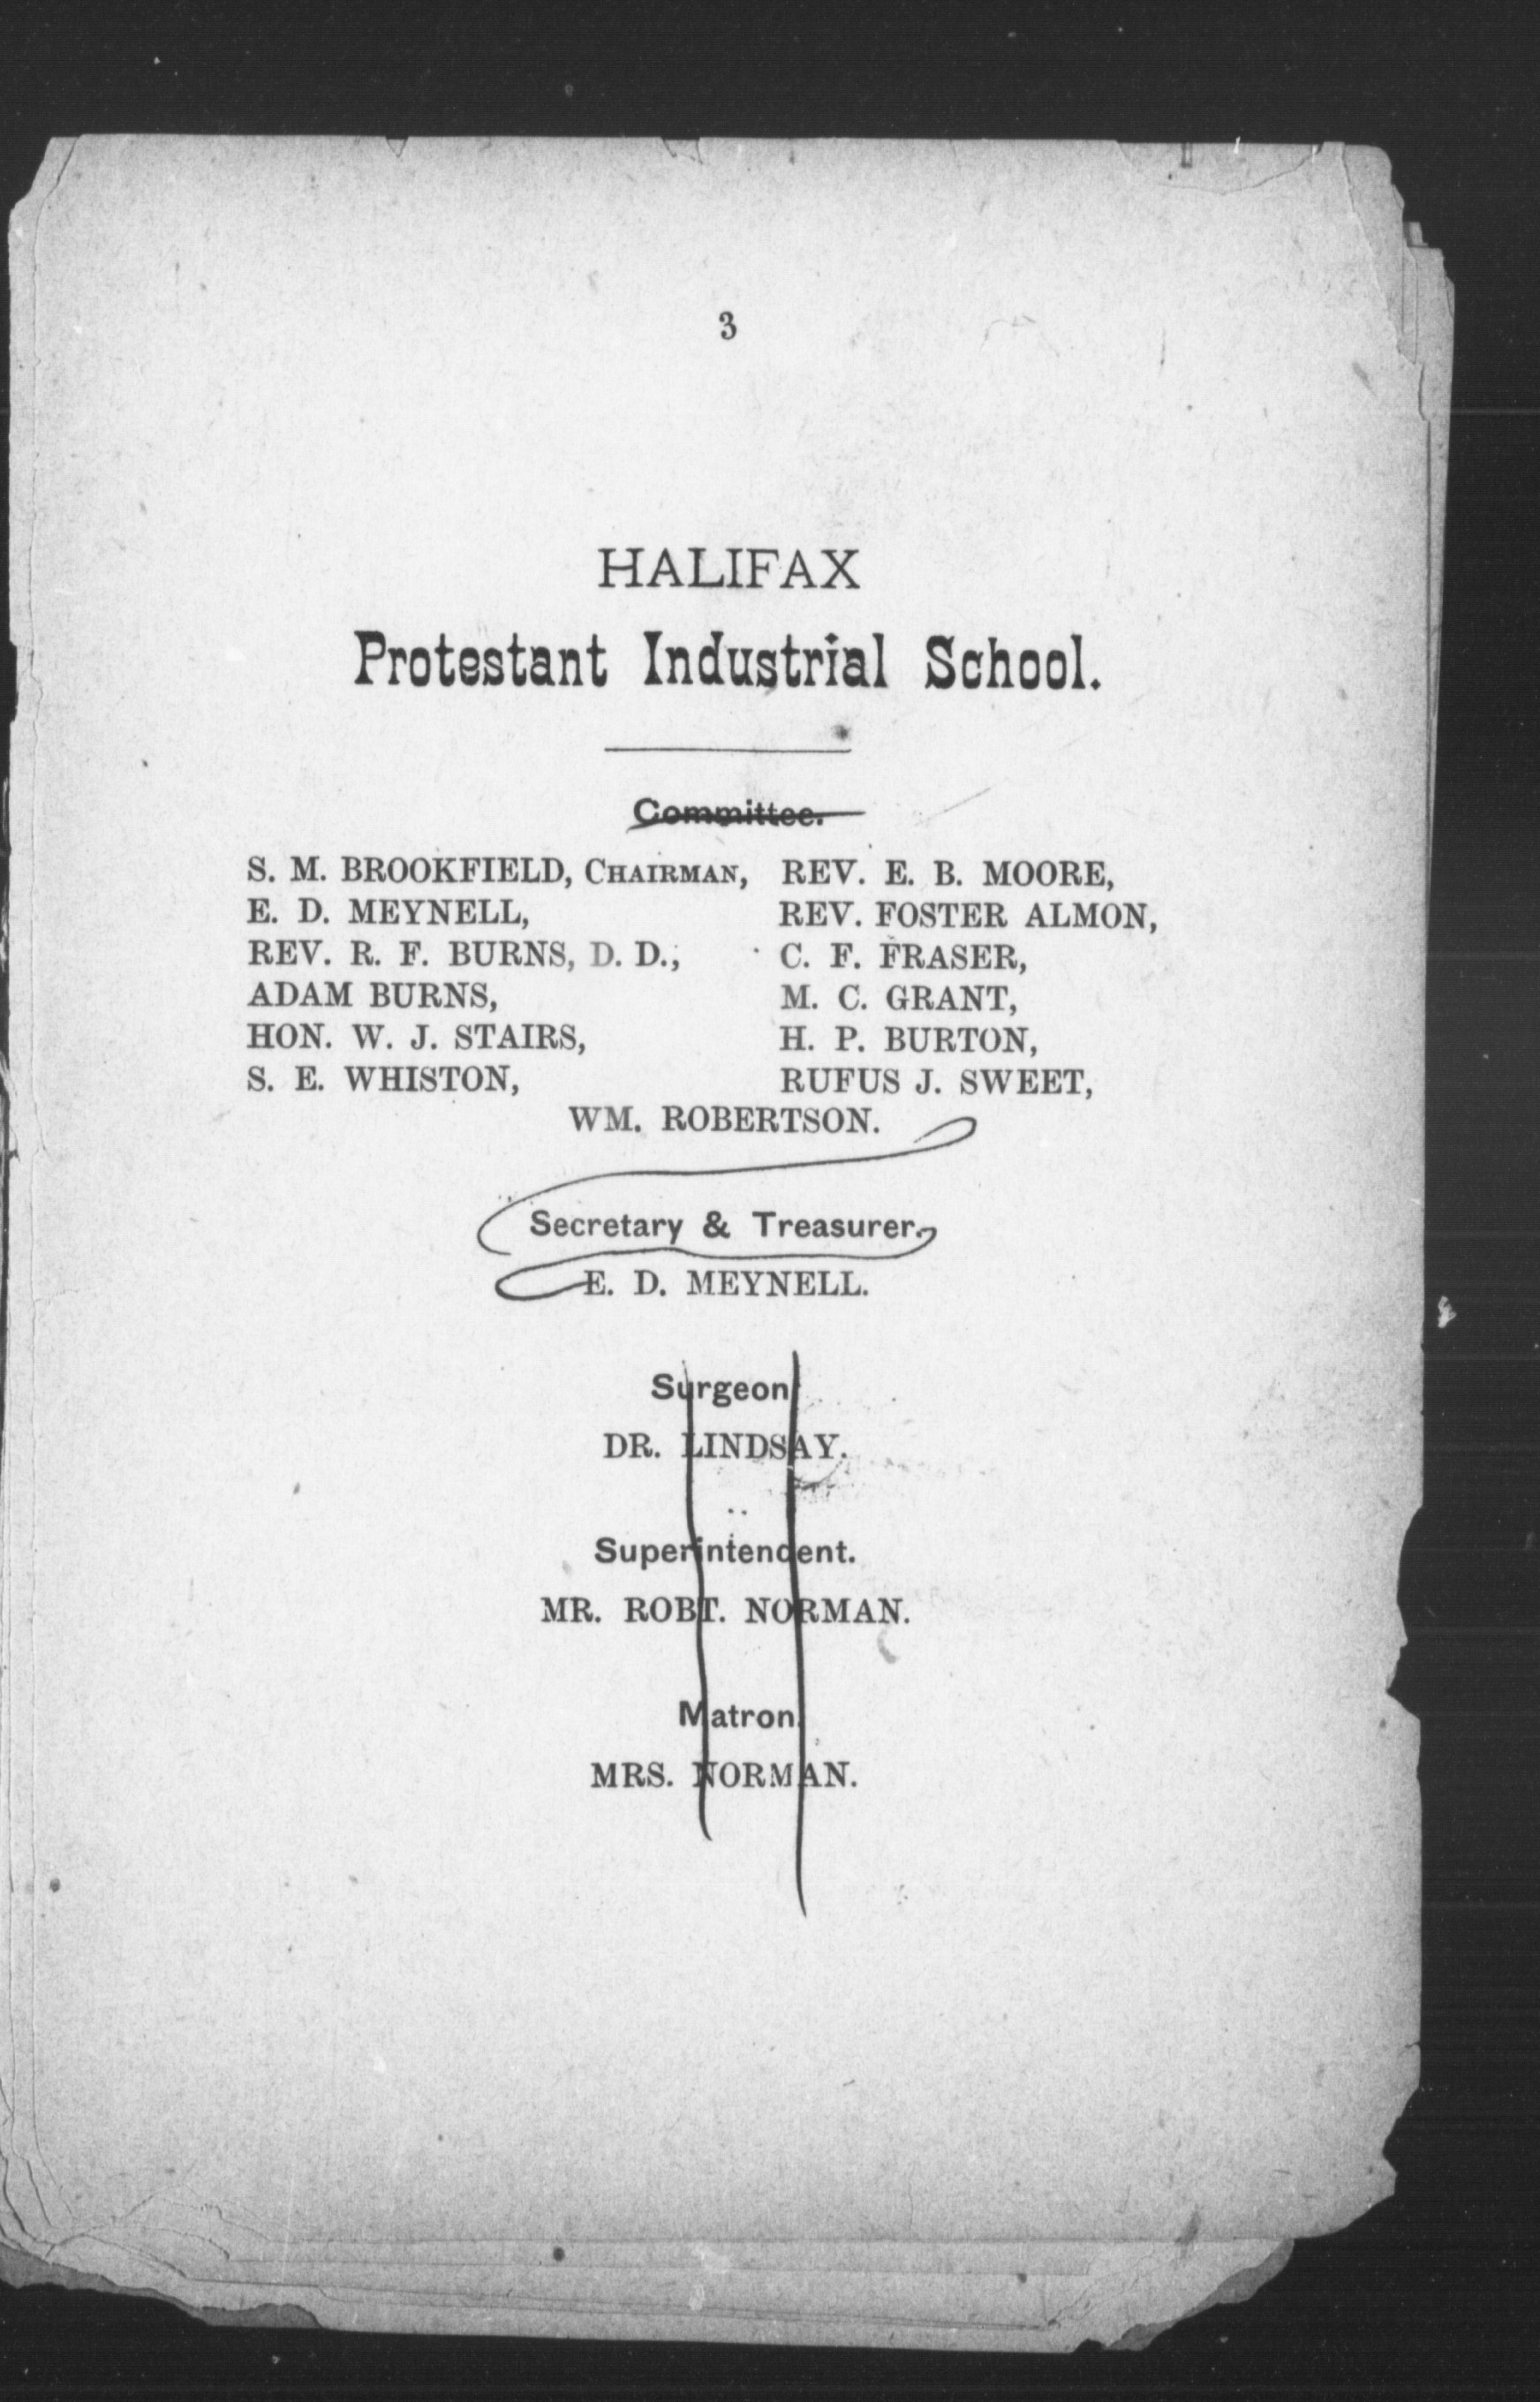 3
HALIFAX
Protestant Industrial School.
Committee.
S. M. BROOKFIELD, CHAIRMAN,
E. D. MEYNELL,
REV. R. F. BURNS, D. D.,
ADAM BURNS,
HON. W. J. STAIRS,
S. E. WHISTON,
REV. E. B. MOORE,
REV. FOSTER ALMON,
C. F. FRASER,
M. C. GRANT,
H. P. BURTON,
RUFUS J. SWEET,
WM. ROBERTSON.
Secretary & Treasurer.
E. D. MEYNELL.
Surgeon
DR. LINDSAY.
Superintendent.
MR. ROBT. NORMAN.
Matron.
MRS. NORMAN.